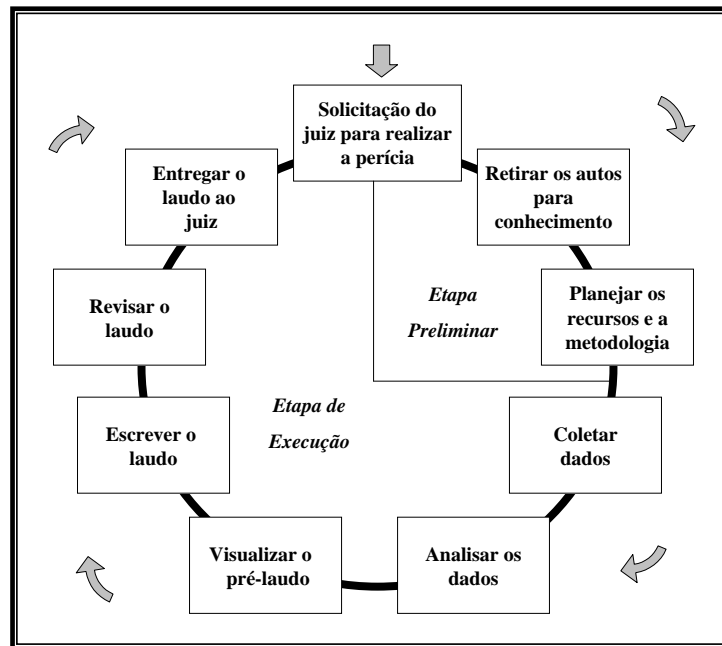 Solicitação do
juiz para realizar
a perícia
Retirar os autos
para
conhecimento
Planejar os
recursos e a
metodologia
Coletar
dados
Analisar os
dados
Visualizar o
pré-laudo
Escrever o
laudo
Revisar o
laudo
Entregar o
laudo ao
juiz
Etapa
Preliminar
Etapa de
Execução